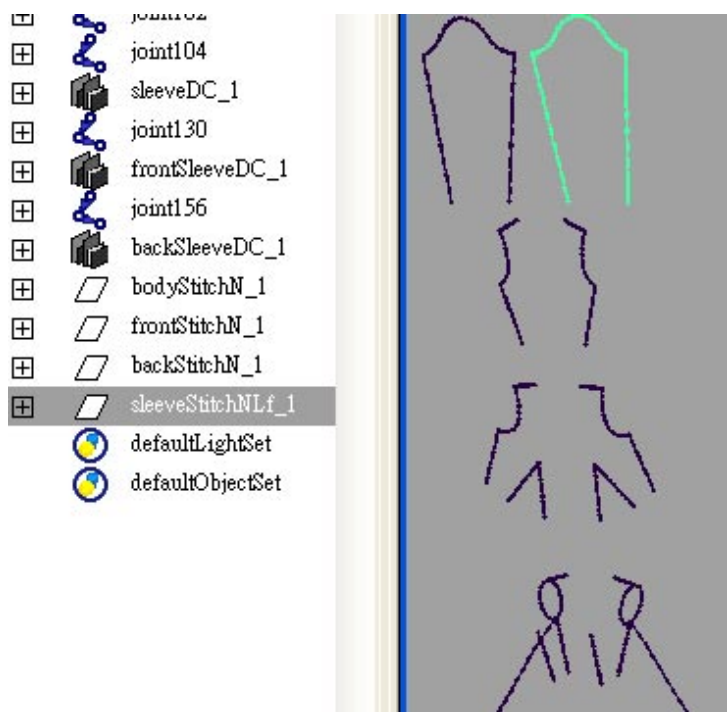 joint104
sleeveDC_1
joint130
frontSleeveDC_1
joint156
backSleeveDC_1
bodyStitchN_1
frontStitchN_1
backStitchN_1
sleeveStitchNLf_1
defaultLightSet
defaultObjectSet